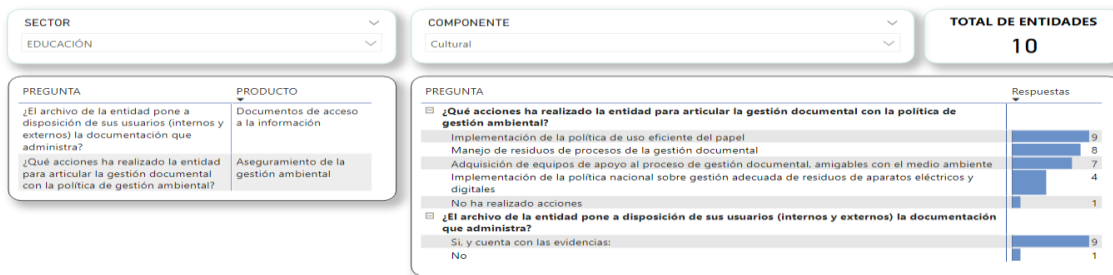 SECTOR
EDUCACIÓN
COMPONENTE
Cultural
TOTAL DE ENTIDADES
10
PREGUNTA PRODUCTO
¿El archivo de la entidad pone a
disposición de sus usuarios (internos y
externos) la documentación que
administra?
Documentos de acceso
a la información
¿Qué acciones ha realizado la entidad
para articular la gestión documental
con la política de gestión ambiental?
Aseguramiento de la
gestión ambiental
PREGUNTA Respuestas
¿Qué acciones ha realizado la entidad para articular la gestión documental con la política de
gestión ambiental?
Implementación de la política de uso eficiente del papel 9
Manejo de residuos de procesos de la gestión documental 8
Adquisición de equipos de apoyo al proceso de gestión documental, amigables con el medio ambiente 7
Implementación de la política nacional sobre gestión adecuada de residuos de aparatos eléctricos y 4
digitales
No ha realizado acciones 1
¿El archivo de la entidad pone a disposición de sus usuarios (internos y externos) la documentación
que administra?
Si, y cuenta con las evidencias: 9
No 1